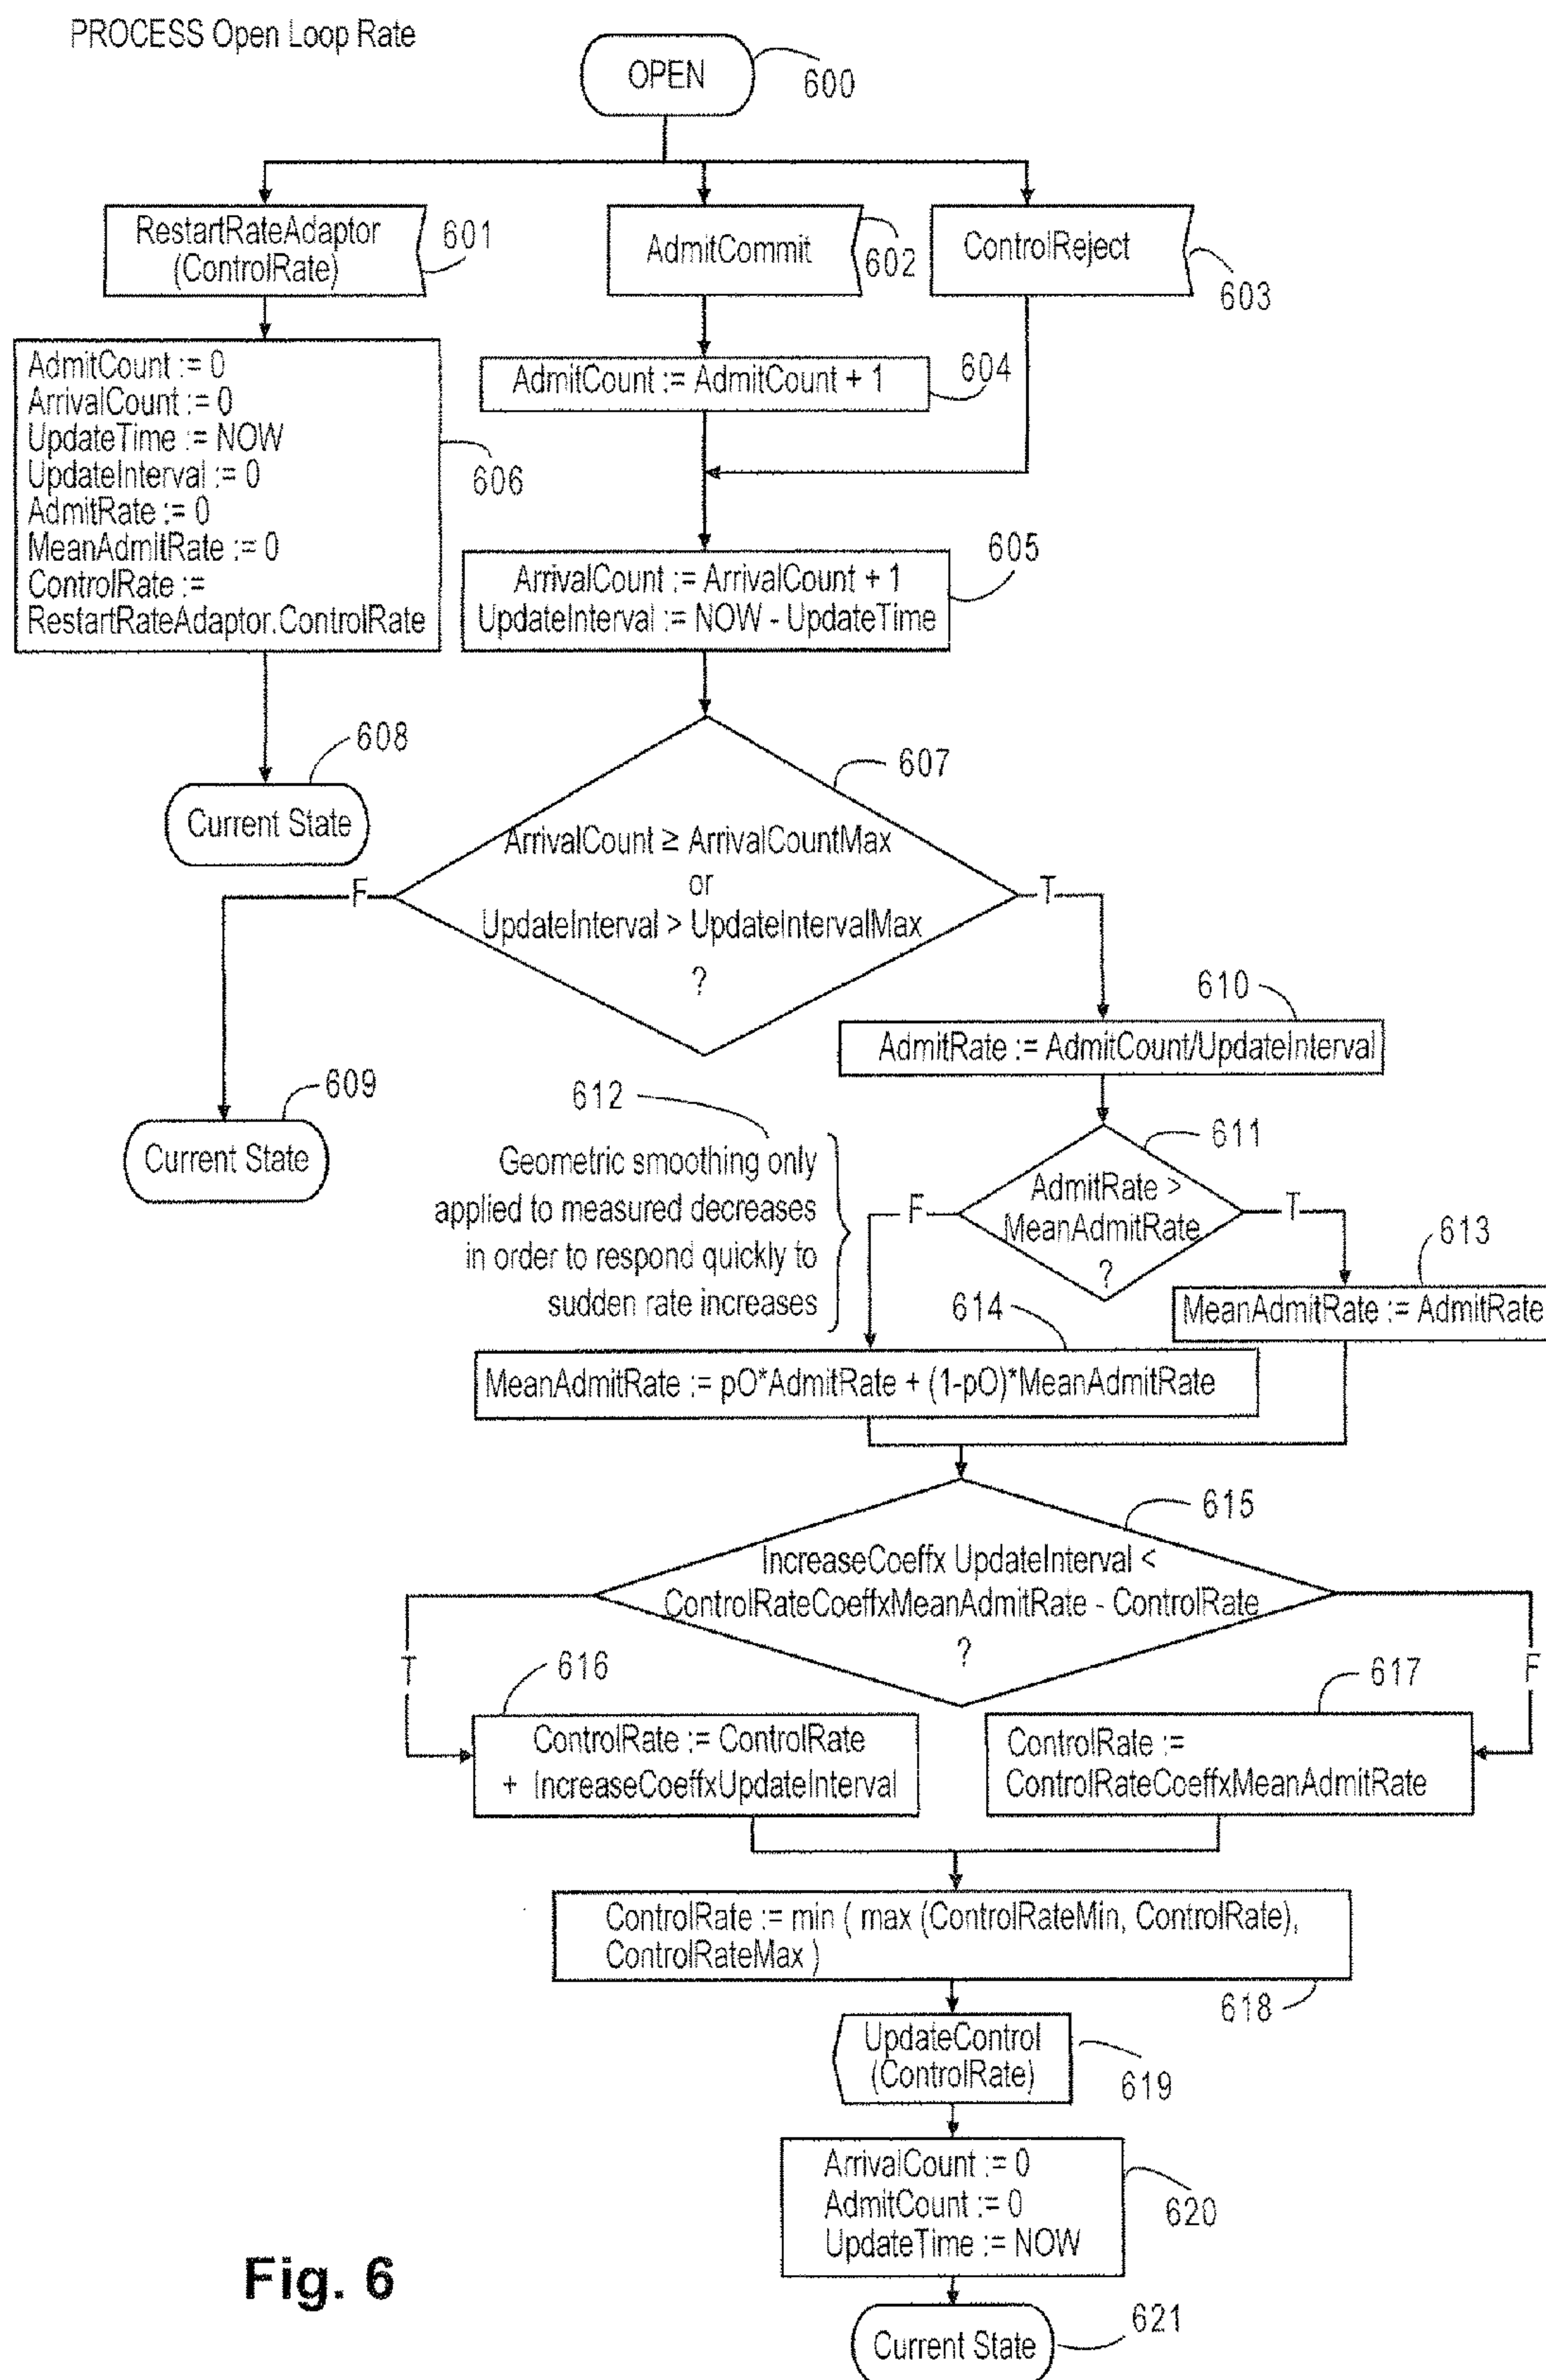 PROCESS Open Loop Rate
OPEN
600
RestartRateAdaptor
(ControlRate)
601
AdmitCommit
602
ControlReject
603
AdmitCount := 0
ArrivalCount := 0
UpdateTime := NOW
UpdateInterval := 0
AdmitRate := 0
MeanAdmitRate := 0
ControlRate :=
RestartRateAdaptor.ControlRate
606
AdmitCount := AdmitCount + 1
604
ArrivalCount := ArrivalCount + 1
UpdateInterval := NOW - UpdateTime
605
608
Current State
607
ArrivalCount ≥ ArrivalCountMax
or
UpdateInterval > UpdateIntervalMax
?
F
T
609
Current State
610
AdmitRate := AdmitCount/UpdateInterval
612
Geometric smoothing only
applied to measured decreases
in order to respond quickly to
sudden rate increases
611
AdmitRate >
MeanAdmitRate
?
F
T
613
MeanAdmitRate := AdmitRate
614
MeanAdmitRate := pO*AdmitRate + (1-pO)*MeanAdmitRate
615
IncreaseCoeffx UpdateInterval <
ControlRateCoeffxMeanAdmitRate - ControlRate
?
T
F
616
ControlRate := ControlRate
+ IncreaseCoeffxUpdateInterval
617
ControlRate :=
ControlRateCoeffxMeanAdmitRate
ControlRate := min ( max (ControlRateMin, ControlRate),
ControlRateMax )
618
UpdateControl
(ControlRate)
619
ArrivalCount := 0
AdmitCount := 0
UpdateTime := NOW
620
Current State
621
Fig. 6